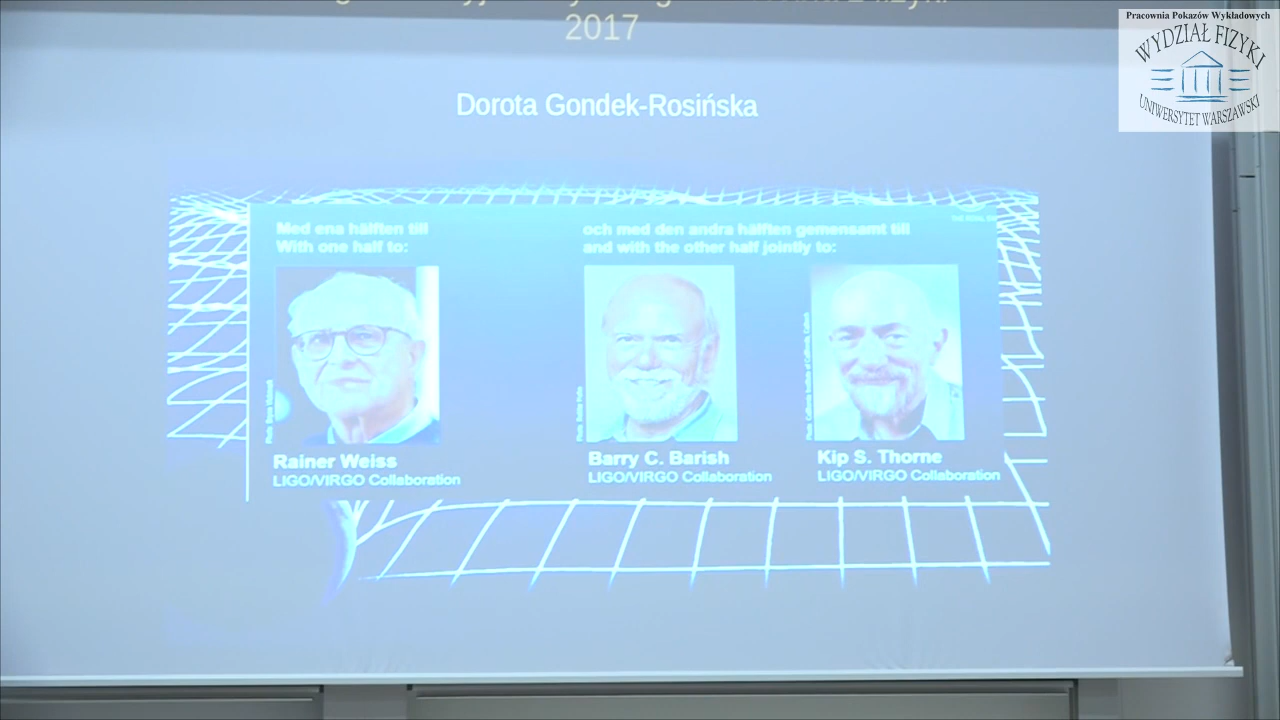 Pracownia Pokazów Wykładowych
WYDZIAŁ FIZYKI
UNIWERSYTET WARSZAWSKI
2017
Dorota Gondek-Rosińska
Med ena hälften till
With one half to:
och med den andra hälften gemensamt till
and with the other half jointly to:
Rainer Weiss
LIGO/VIRGO Collaboration
Barry C. Barish
LIGO/VIRGO Collaboration
Kip S. Thorne
LIGO/VIRGO Collaboration